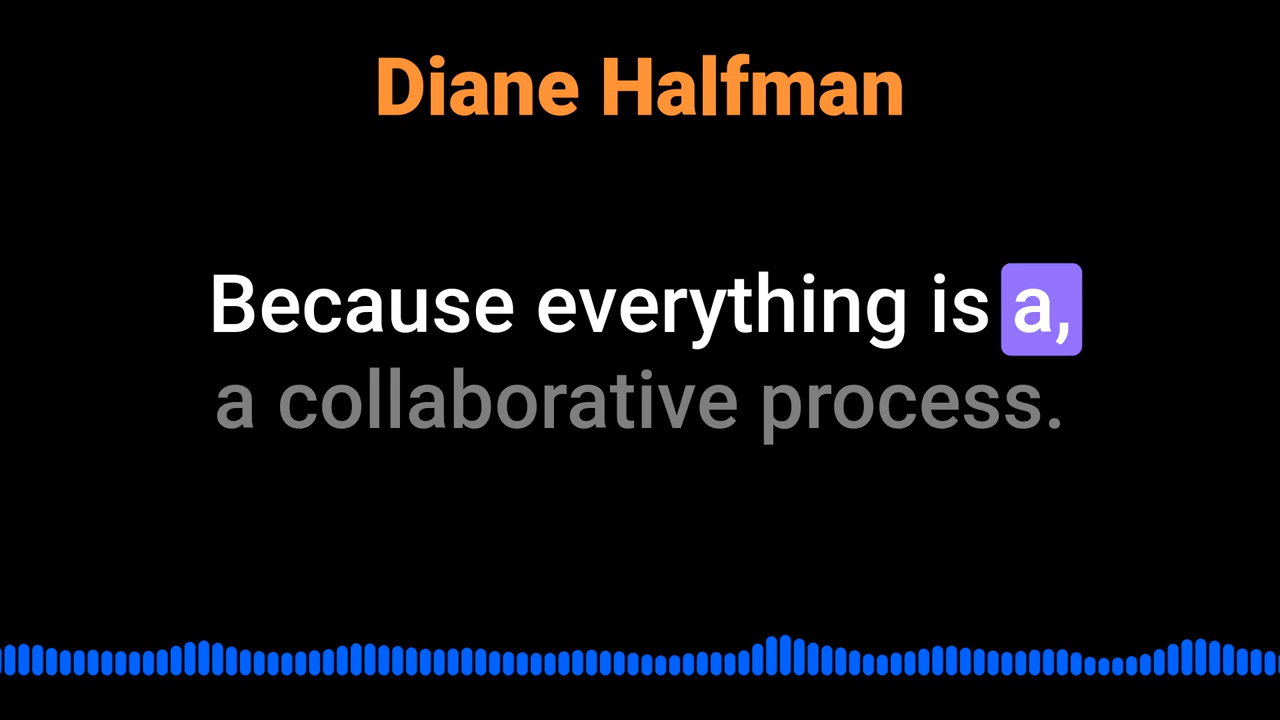 Diane Halfman
Because everything is a,
a collaborative process.